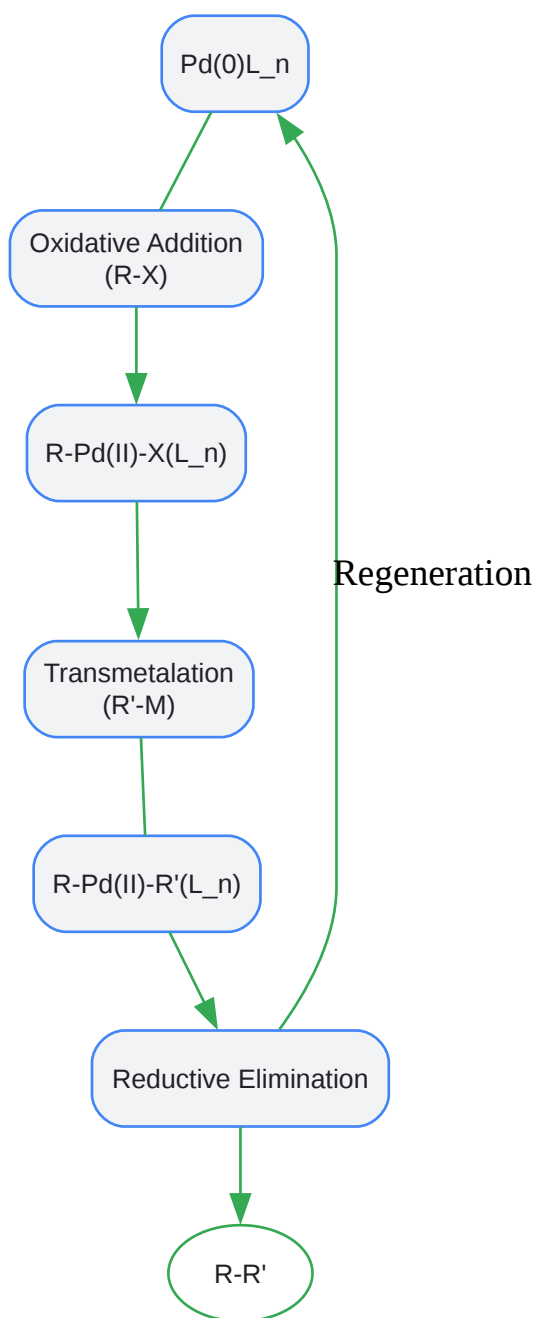 Pd(0)L_n
Oxidative Addition
(R-X)
R-Pd(II)-X(L_n)
Regeneration
Transmetalation
(R'-M)
R-Pd(II)-R'(L_n)
Reductive Elimination
R-R'